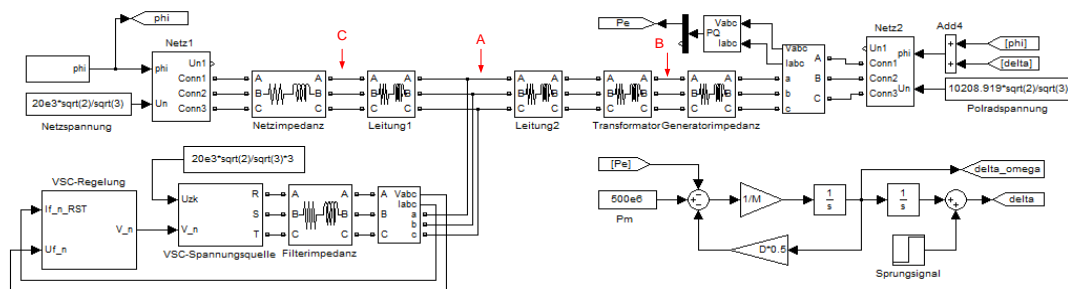 phi
Netz1
phi
phi
Un1
Conn1
Conn2
Conn3
Un
20e3*sqrt(2)/sqrt(3)
Netzspannung
A
B
C
A
B
C
Netzimpedanz
C
A
B
C
A
B
C
Leitung1
A
A
B
C
A
B
C
Leitung2
A
B
C
A
B
C
Transformator
B
A
B
C
A
B
C
Generatorimpedanz
Pe
PQ
Vabc
Iabc
Vabc
Iabc
a
b
c
A
B
C
Netz2
Un1
phi
Conn1
Conn2
Conn3
Un
Add4
+
+
[phi]
[delta]
10208.919*sqrt(2)/sqrt(3)
Polradspannung
20e3*sqrt(2)/sqrt(3)*3
VSC-Regelung
If_n_RST
Uf_n
V_n
Uzk
V_n
R
S
T
VSC-Spannungsquelle
A
B
C
A
B
C
Filterimpedanz
A
B
C
Vabc
Iabc
a
b
c
[Pe]
500e6
Pm
1/M
1
s
1
s
D*0.5
delta_omega
delta
Sprungsignal